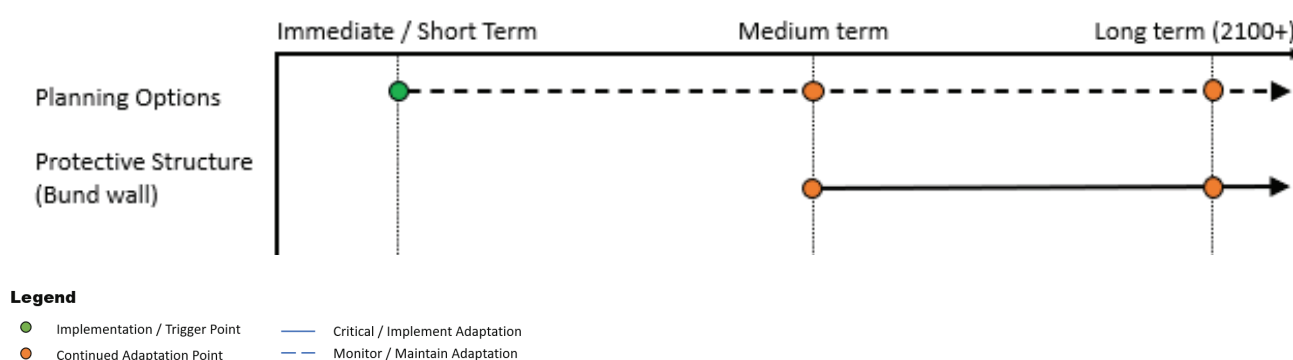 Immediate / Short Term
Medium term
Long term (2100+)
Planning Options
Protective Structure
(Bund wall)
Legend
Implementation / Trigger Point
Critical / Implement Adaptation
Continued Adaptation Point
Monitor / Maintain Adaptation